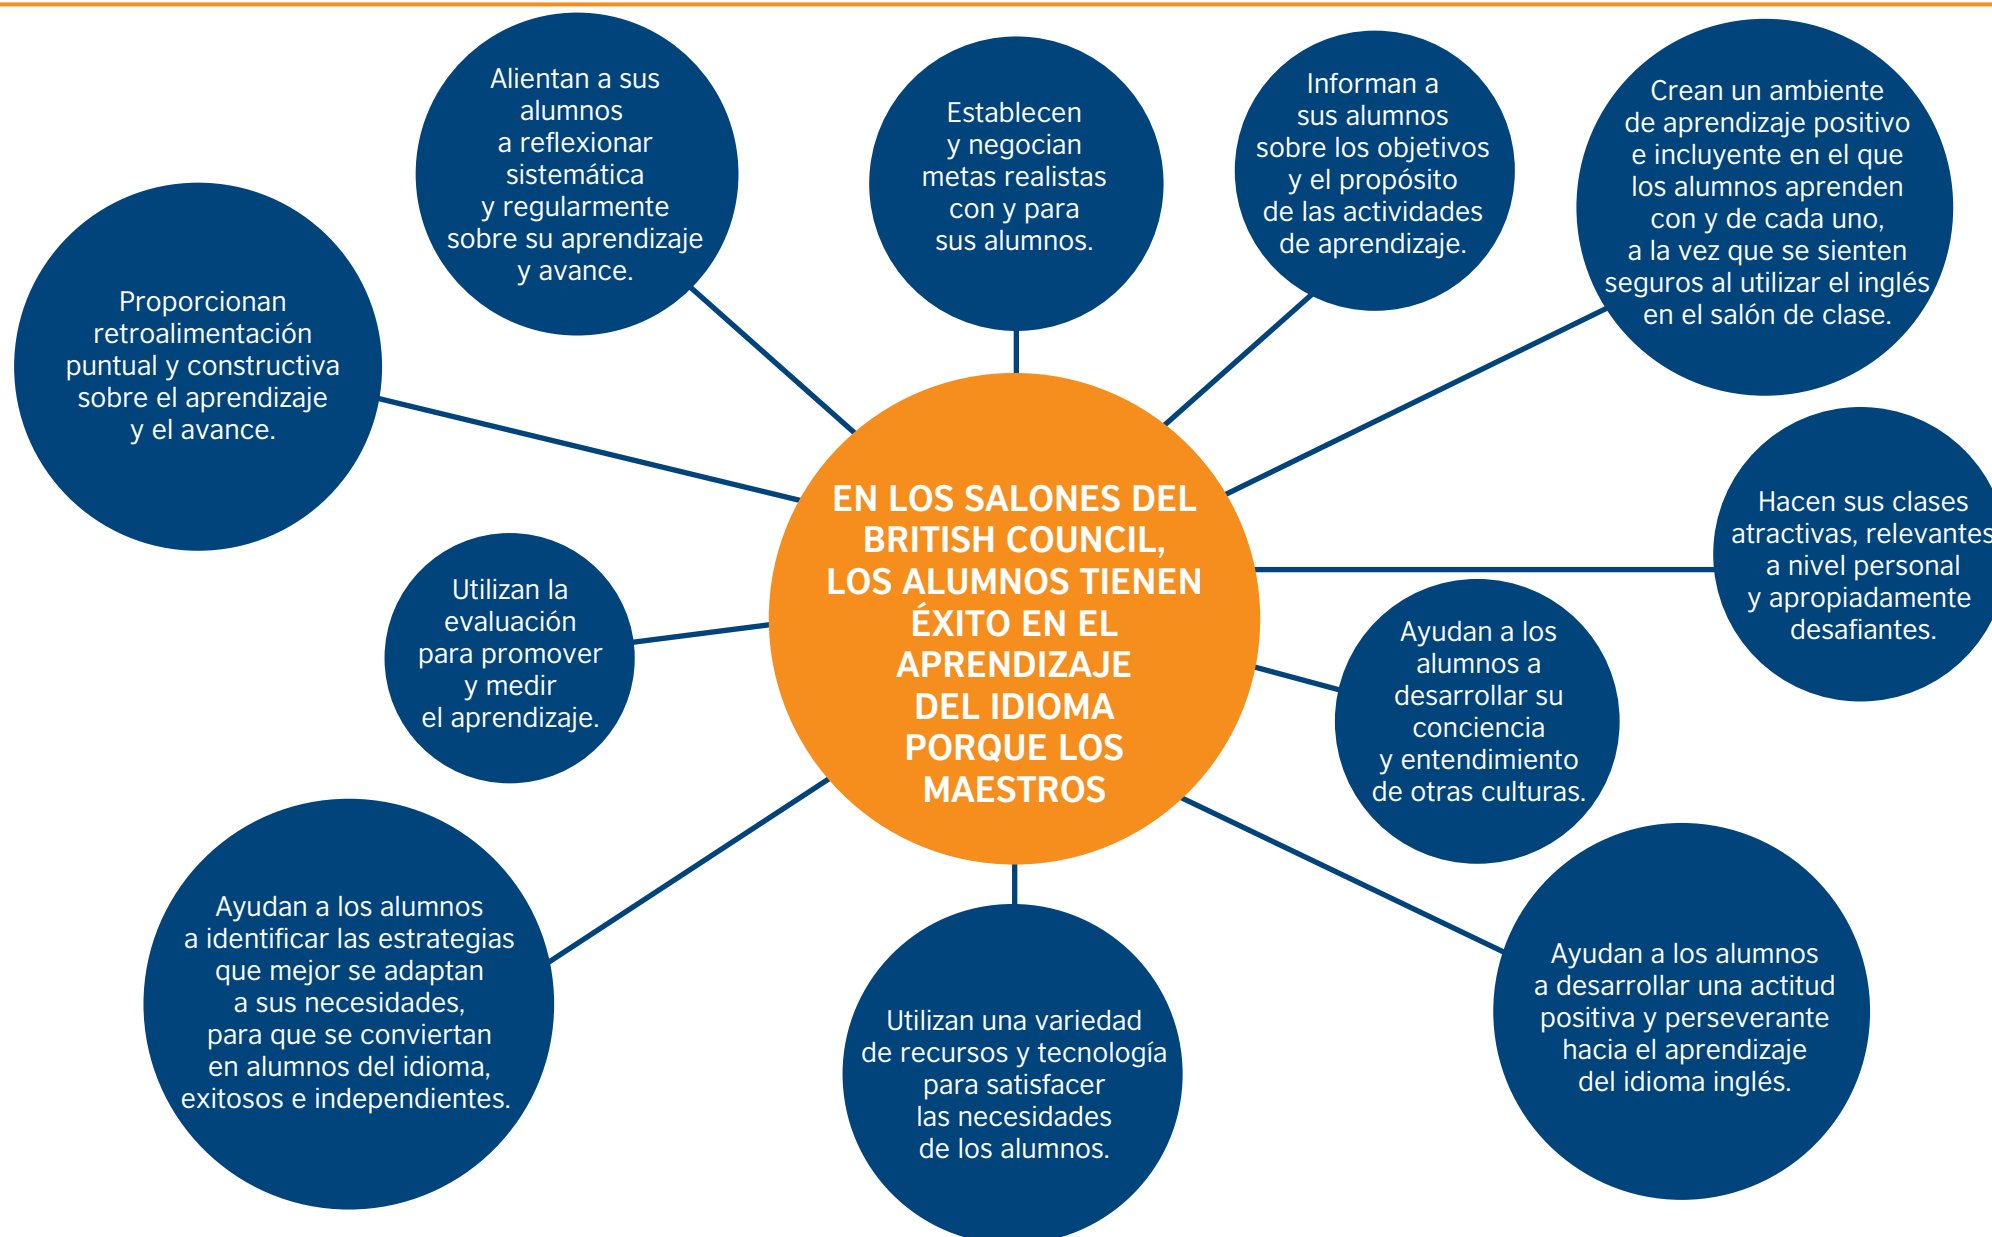 Alientan a sus
alumnos
a reflexionar
sistemática
y regularmente
sobre su aprendizaje
y avance.
Establecen
y negocian
metas realistas
con y para
sus alumnos.
Informan a
sus alumnos
sobre los objetivos
y el propósito
de las actividades
de aprendizaje.
Crean un ambiente
de aprendizaje positivo
e incluyente en el que
los alumnos aprenden
con y de cada uno,
a la vez que se sienten
seguros al utilizar el inglés
en el salón de clase.
Proporcionan
retroalimentación
puntual y constructiva
sobre el aprendizaje
y el avance.
EN LOS SALONES DEL
BRITISH COUNCIL,
LOS ALUMNOS TIENEN
ÉXITO EN EL
APRENDIZAJE
DEL IDIOMA
PORQUE LOS
MAESTROS
Hacen sus clases
atractivas, relevantes
a nivel personal
y apropiadamente
desafiantes.
Utilizan la
evaluación
para promover
y medir
el aprendizaje.
Ayudan a los
alumnos a
desarrollar su
conciencia
y entendimiento
de otras culturas.
Ayudan a los alumnos
a identificar las estrategias
que mejor se adaptan
a sus necesidades,
para que se conviertan
en alumnos del idioma,
exitosos e independientes.
Utilizan una variedad
de recursos y tecnología
para satisfacer
las necesidades
de los alumnos.
Ayudan a los alumnos
a desarrollar una actitud
positiva y perseverante
hacia el aprendizaje
del idioma inglés.